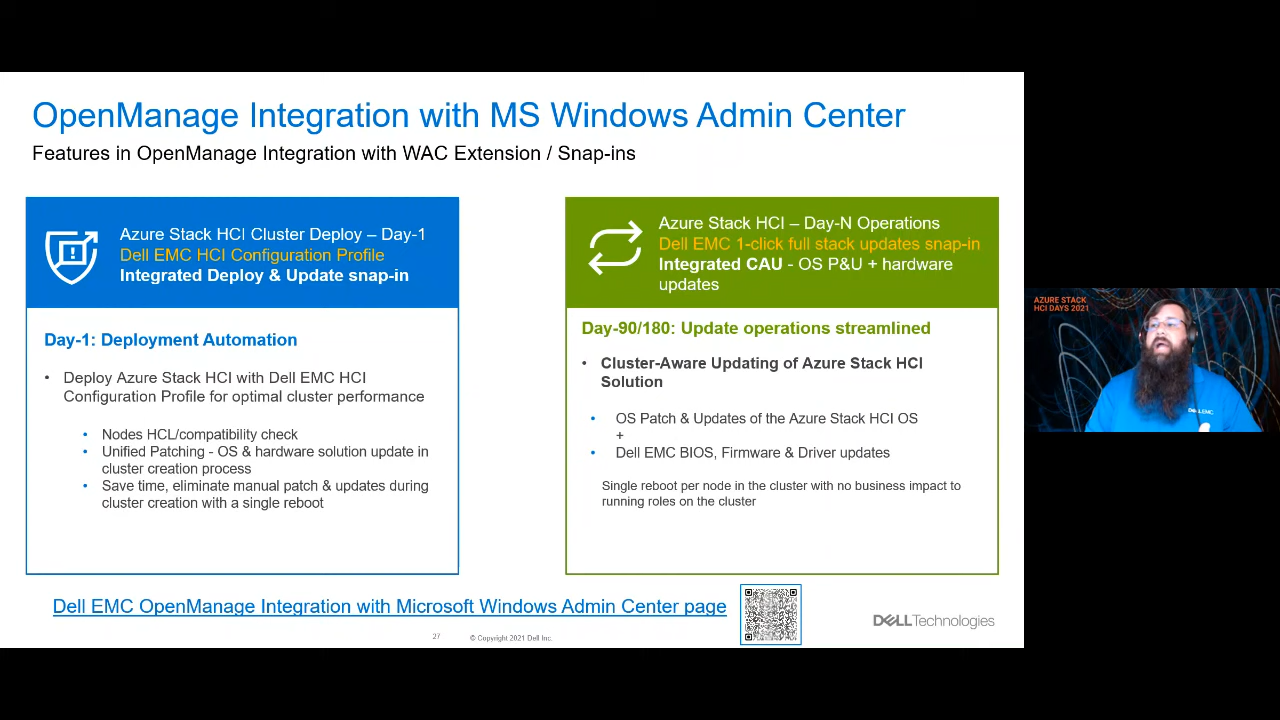 OpenManage Integration with MS Windows Admin Center
Features in OpenManage Integration with WAC Extension / Snap-ins
Azure Stack HCI Cluster Deploy – Day-1
Dell EMC HCI Configuration Profile
Integrated Deploy & Update snap-in
Day-1: Deployment Automation
• Deploy Azure Stack HCI with Dell EMC HCI
Configuration Profile for optimal cluster performance
• Nodes HCL/compatibility check
• Unified Patching - OS & hardware solution update in
cluster creation process
• Save time, eliminate manual patch & updates during
cluster creation with a single reboot
Azure Stack HCI – Day-N Operations
Dell EMC 1-click full stack updates snap-in
Integrated CAU - OS P&U + hardware
updates
Day-90/180: Update operations streamlined
• Cluster-Aware Updating of Azure Stack HCI
Solution
• OS Patch & Updates of the Azure Stack HCI OS
+
• Dell EMC BIOS, Firmware & Driver updates
Single reboot per node in the cluster with no business impact to
running roles on the cluster
Dell EMC OpenManage Integration with Microsoft Windows Admin Center page
27
© Copyright 2021 Dell Inc.
DELL Technologies
AZURE STACK
HCI DAYS 2021
DELL EMC